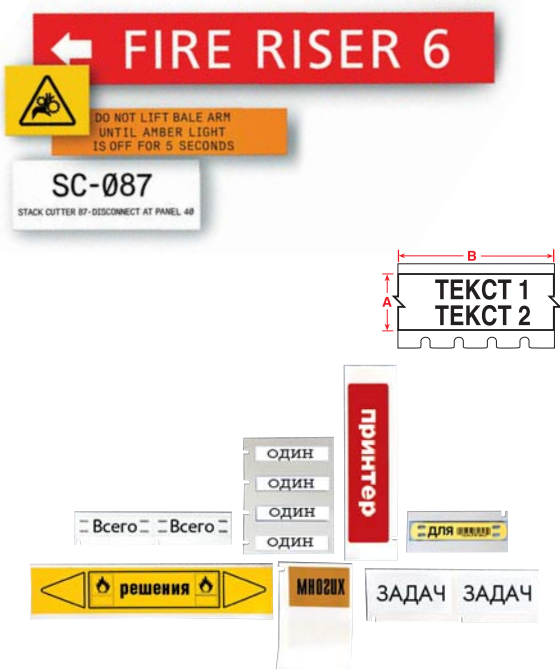 FIRE RISER 6
DO NOT LIFT BALE ARM
UNTIL AMBER LIGHT
IS OFF FOR 5 SECONDS
SC-Ø87
STACK CUTTER 87-DISCONNECT AT PANEL 40
B
A
ТЕКСТ 1
ТЕКСТ 2
принтер
ОДИН
ОДИН
ОДИН
ОДИН
Всего Всего
ДЛЯ
решения
МНОГИХ
ЗАДАЧ ЗАДАЧ